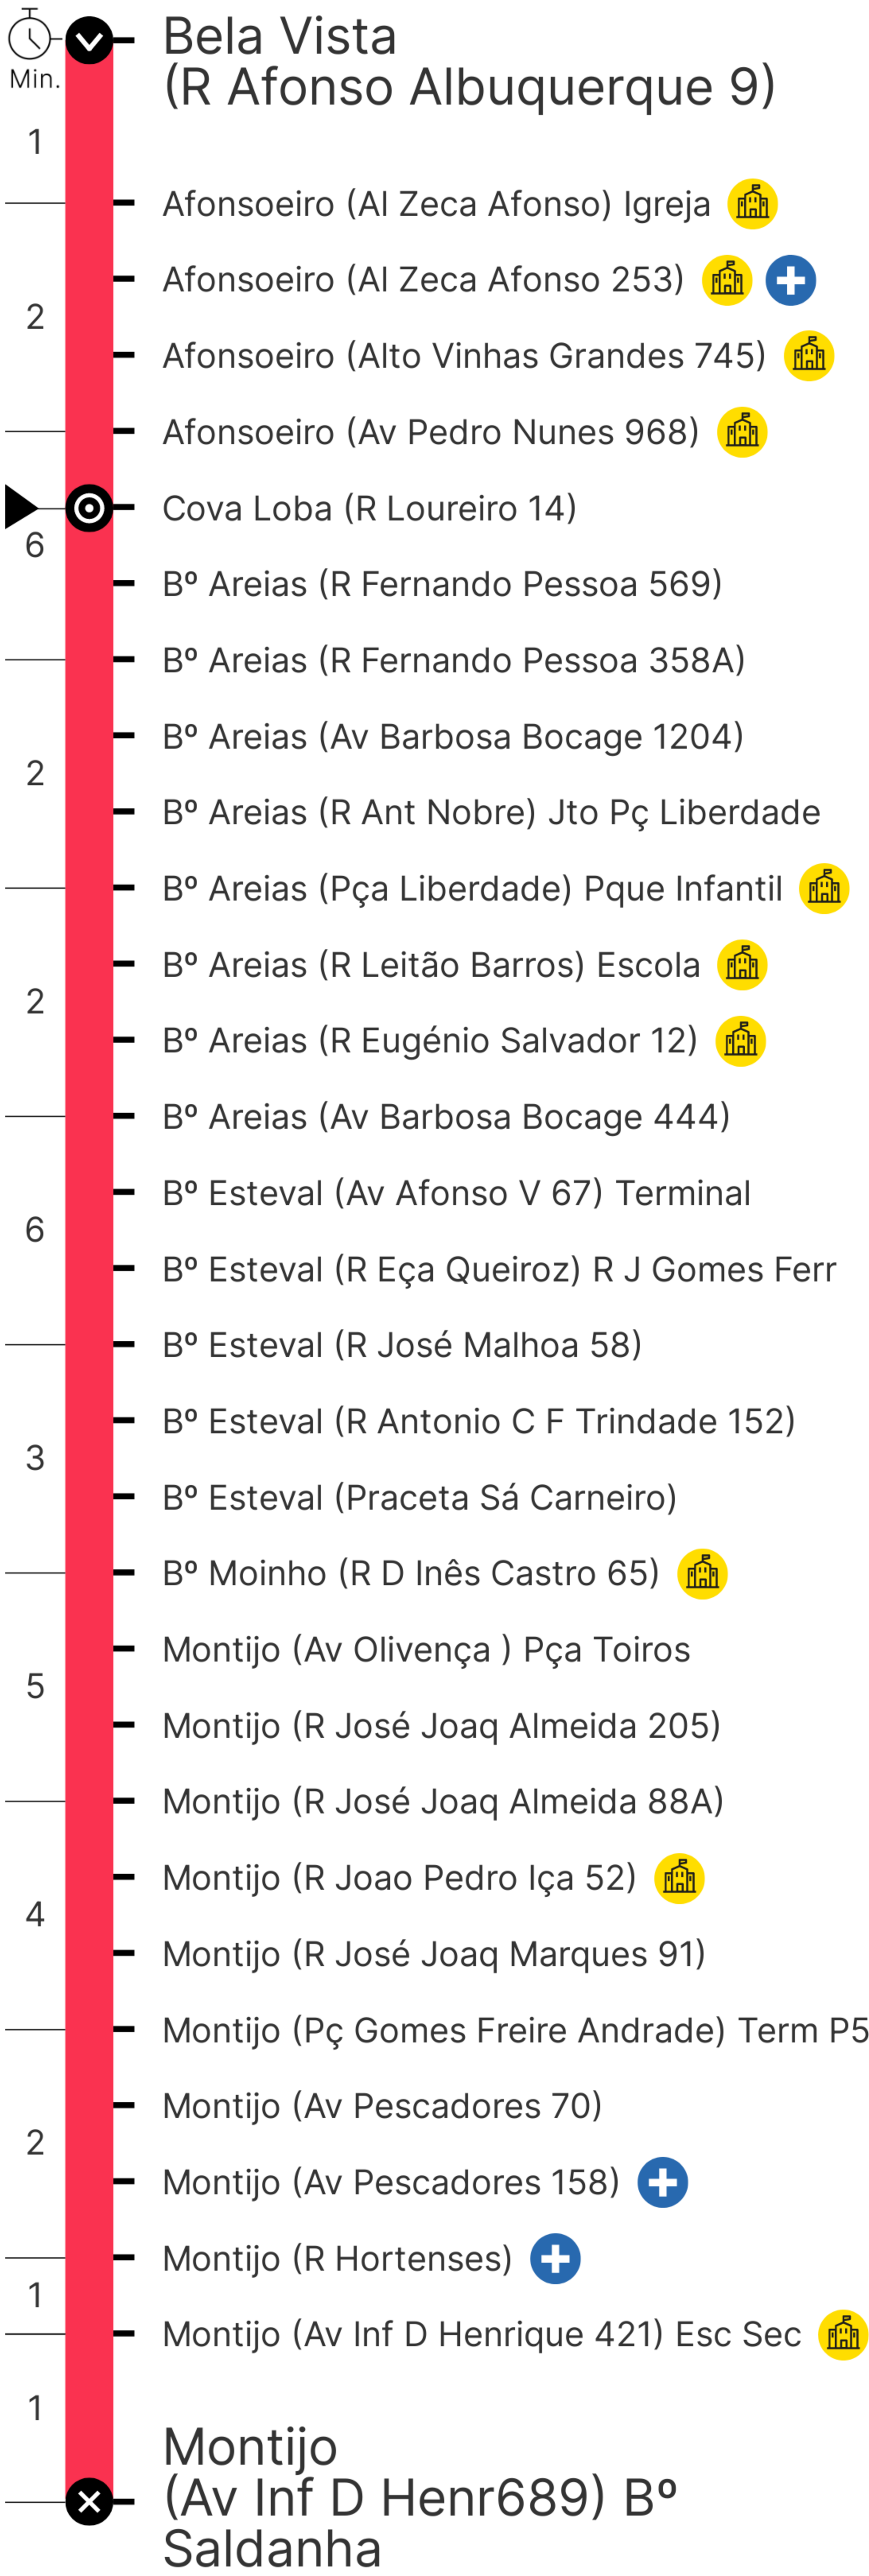 Bela Vista
(R Afonso Albuquerque 9)
Min.
1
Afonsoeiro (Al Zeca Afonso) Igreja
Afonsoeiro (Al Zeca Afonso 253)
2
Afonsoeiro (Alto Vinhas Grandes 745)
Afonsoeiro (Av Pedro Nunes 968)
Cova Loba (R Loureiro 14)
6
Bº Areias (R Fernando Pessoa 569)
Bº Areias (R Fernando Pessoa 358A)
Bº Areias (Av Barbosa Bocage 1204)
2
Bº Areias (R Ant Nobre) Jto Pç Liberdade
Bº Areias (Pça Liberdade) Pque Infantil
Bº Areias (R Leitão Barros) Escola
2
Bº Areias (R Eugénio Salvador 12)
Bº Areias (Av Barbosa Bocage 444)
Bº Esteval (Av Afonso V 67) Terminal
6
Bº Esteval (R Eça Queiroz) R J Gomes Ferr
Bº Esteval (R José Malhoa 58)
Bº Esteval (R Antonio C F Trindade 152)
3
Bº Esteval (Praceta Sá Carneiro)
Bº Moinho (R D Inês Castro 65)
Montijo (Av Olivença ) Pça Toiros
5
Montijo (R José Joaq Almeida 205)
Montijo (R José Joaq Almeida 88A)
Montijo (R Joao Pedro Iça 52)
4
Montijo (R José Joaq Marques 91)
Montijo (Pç Gomes Freire Andrade) Term P5
Montijo (Av Pescadores 70)
2
Montijo (Av Pescadores 158)
Montijo (R Hortenses)
1
Montijo (Av Inf D Henrique 421) Esc Sec
1
Montijo
(Av Inf D Henr689) Bº
Saldanha